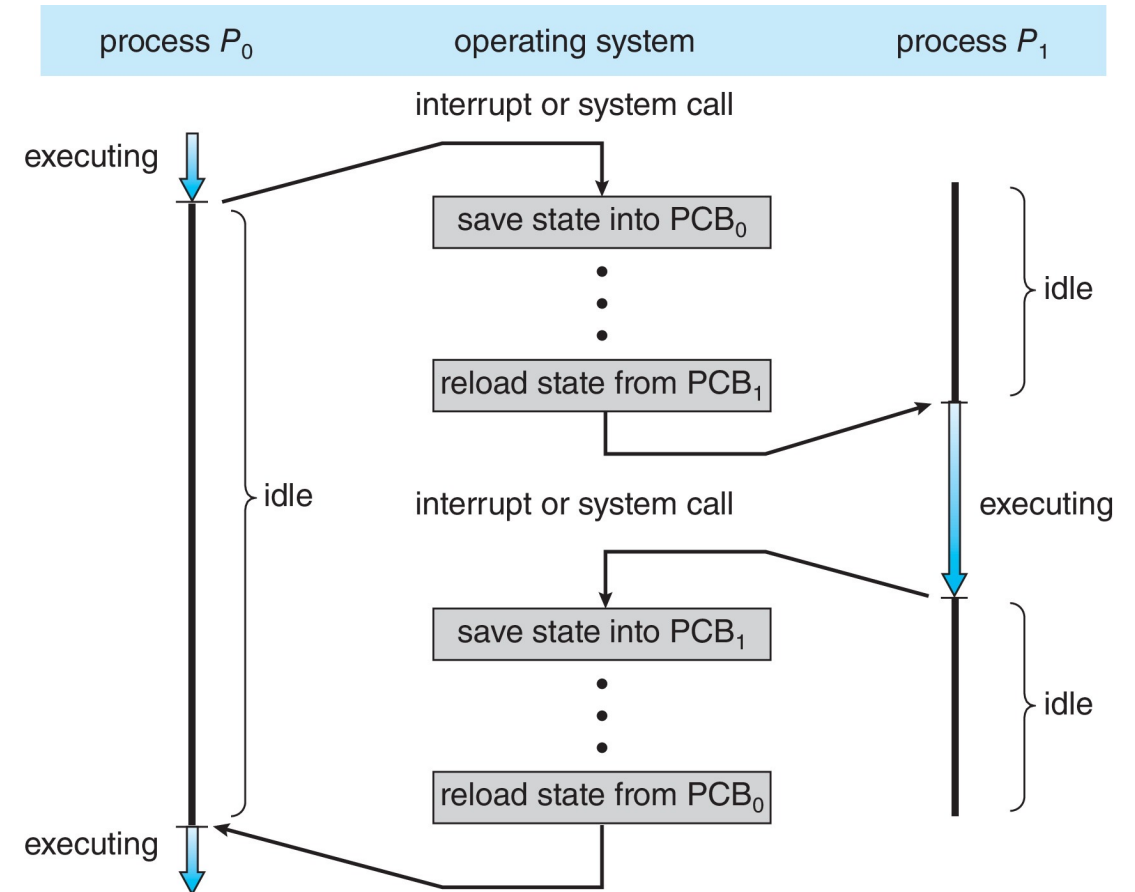 process P₀ operating system process P₁
interrupt or system call
executing
save state into PCB₀
idle
reload state from PCB₁
idle
interrupt or system call
executing
save state into PCB₁
idle
reload state from PCB₀
executing